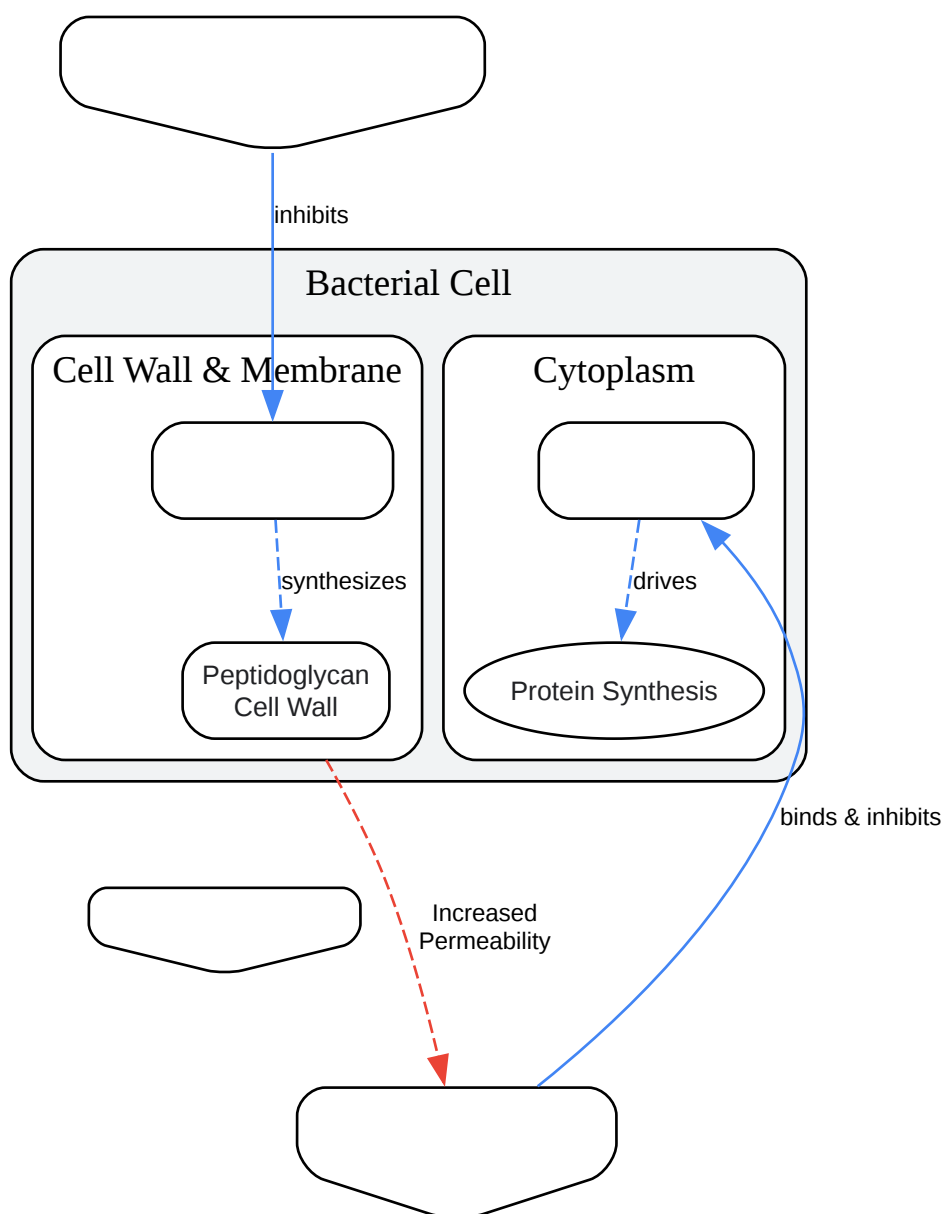 inhibits
Bacterial Cell
Cell Wall & Membrane
Cytoplasm
synthesizes
drives
Peptidoglycan
Cell Wall
Protein Synthesis
binds & inhibits
Increased
Permeability